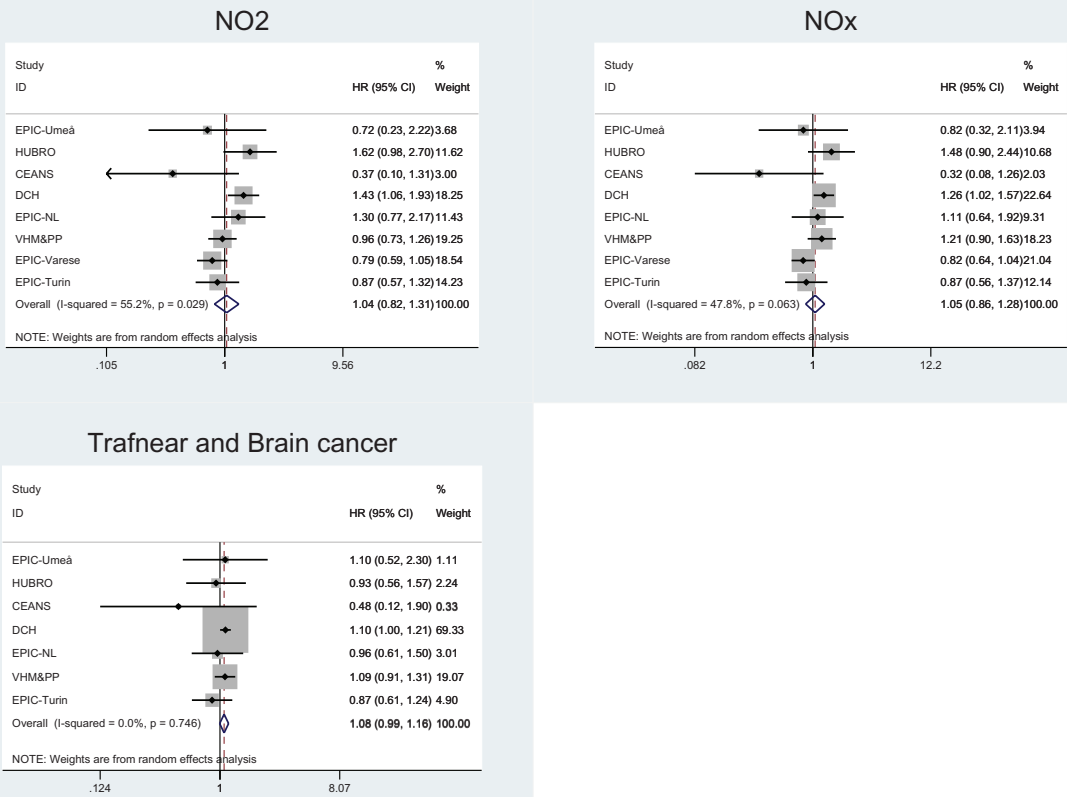 NO2
Study %
ID HR (95% CI) Weight
EPIC-Umeå 0.72 (0.23, 2.22) 3.68
HUBRO 1.62 (0.98, 2.70) 11.62
CEANS 0.37 (0.10, 1.31) 3.00
DCH 1.43 (1.06, 1.93) 18.25
EPIC-NL 1.30 (0.77, 2.17) 11.43
VHM&PP 0.96 (0.73, 1.26) 19.25
EPIC-Varese 0.79 (0.59, 1.05) 18.54
EPIC-Turin 0.87 (0.57, 1.32) 14.23
Overall (I-squared = 55.2%, p = 0.029) 1.04 (0.82, 1.31) 100.00
NOTE: Weights are from random effects analysis
.105 1 9.56
NOx
Study %
ID HR (95% CI) Weight
EPIC-Umeå 0.82 (0.32, 2.11) 3.94
HUBRO 1.48 (0.90, 2.44) 10.68
CEANS 0.32 (0.08, 1.26) 2.03
DCH 1.26 (1.02, 1.57) 22.64
EPIC-NL 1.11 (0.64, 1.92) 9.31
VHM&PP 1.21 (0.90, 1.63) 18.23
EPIC-Varese 0.82 (0.64, 1.04) 21.04
EPIC-Turin 0.87 (0.56, 1.37) 12.14
Overall (I-squared = 47.8%, p = 0.063) 1.05 (0.86, 1.28) 100.00
NOTE: Weights are from random effects analysis
.082 1 12.2
Trafnear and Brain cancer
Study %
ID HR (95% CI) Weight
EPIC-Umeå 1.10 (0.52, 2.30) 1.11
HUBRO 0.93 (0.56, 1.57) 2.24
CEANS 0.48 (0.12, 1.90) 0.33
DCH 1.10 (1.00, 1.21) 69.33
EPIC-NL 0.96 (0.61, 1.50) 3.01
VHM&PP 1.09 (0.91, 1.31) 19.07
EPIC-Turin 0.87 (0.61, 1.24) 4.90
Overall (I-squared = 0.0%, p = 0.746) 1.08 (0.99, 1.16) 100.00
NOTE: Weights are from random effects analysis
.124 1 8.07